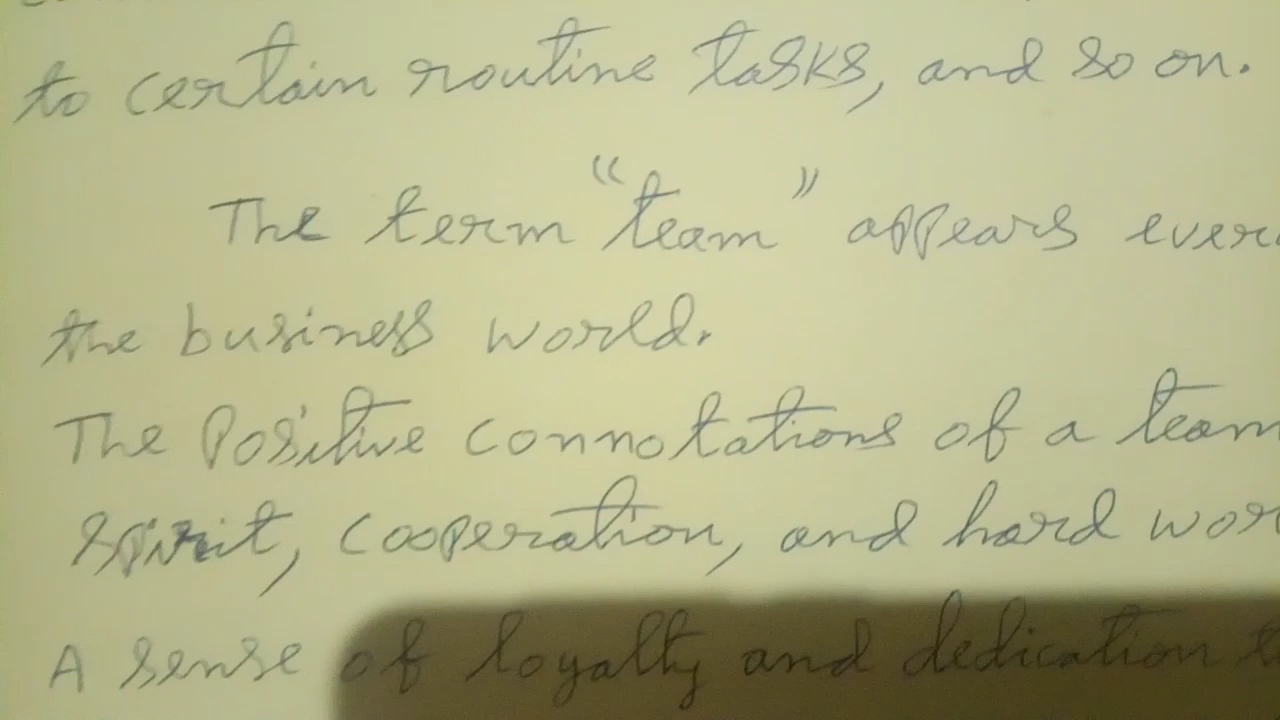 to certain routine tasks, and so on.
The term "team" appears
the business world.
The Positive connotations of a team
spirit, cooperation, and hard
A sense of loyalty and dedication